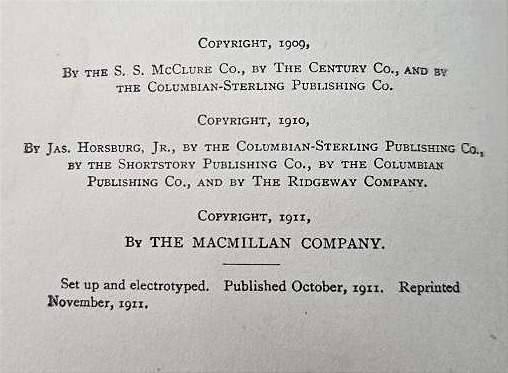 Copyright, 1909,
By the S. S. McClure Co., by The Century Co., and by
the Columbian-Sterling Publishing Co.
Copyright, 1910,
By Jas. Horsburg, Jr., by the Columbian-Sterling Publishing Co.,
by the Shortstory Publishing Co., by the Columbian
Publishing Co., and by The Ridgeway Company.
Copyright, 1911,
By THE MACMILLAN COMPANY.
Set up and electrotyped. Published October, 1911. Reprinted
November, 1911.